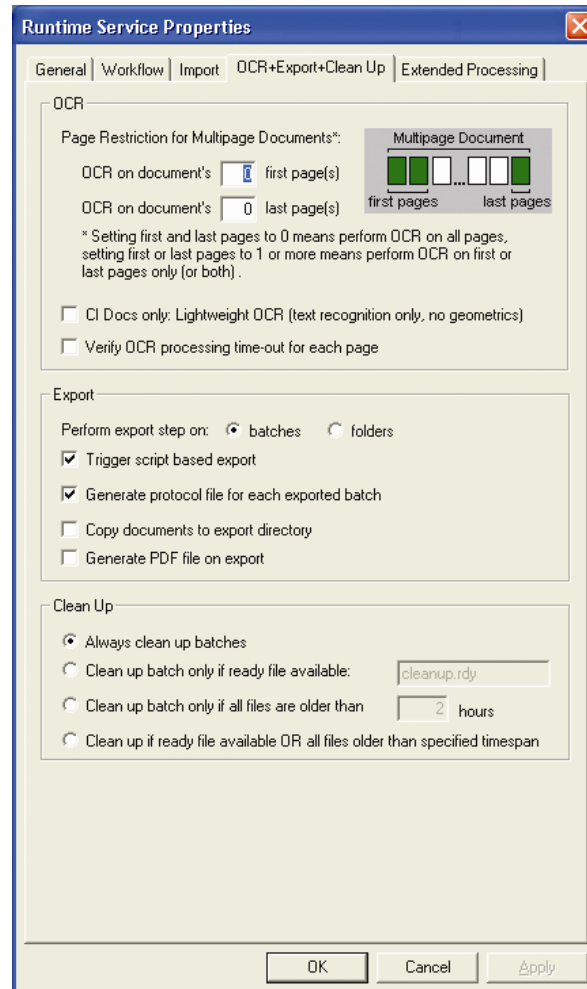 Runtime Service Properties
General
Workflow
Import
OCR+Export+Clean Up
Extended Processing
OCR
Page Restriction for Multipage Documents*:
Multipage Document
OCR on document's 0 first page(s)
OCR on document's 0 last page(s)
first pages
last pages
* Setting first and last pages to 0 means perform OCR on all pages,
setting first or last pages to 1 or more means perform OCR on first or
last pages only (or both) .
CI Docs only: Lightweight OCR (text recognition only, no geometrics)
Verify OCR processing time-out for each page
Export
Perform export step on: batches folders
Trigger script based export
Generate protocol file for each exported batch
Copy documents to export directory
Generate PDF file on export
Clean Up
Always clean up batches
Clean up batch only if ready file available: cleanup.rdy
Clean up batch only if all files are older than 2 hours
Clean up if ready file available OR all files older than specified timespan
OK
Cancel
Apply